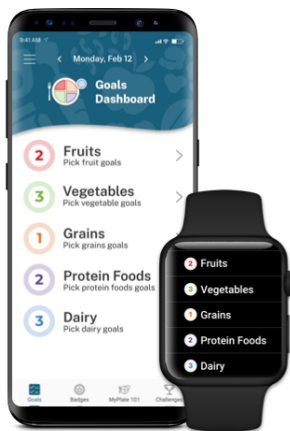 9:41 AM
Monday, Feb 12
Goals
Dashboard
2
Fruits
Pick fruit goals
3
Vegetables
Pick vegetable goals
1
Grains
Pick grains goals
2
Protein Foods
Pick protein foods goals
3
Dairy
Pick dairy goals
Goals
Badges
MyPlate 101
Challenges
2 Fruits
3 Vegetables
1 Grains
2 Protein Foods
3 Dairy